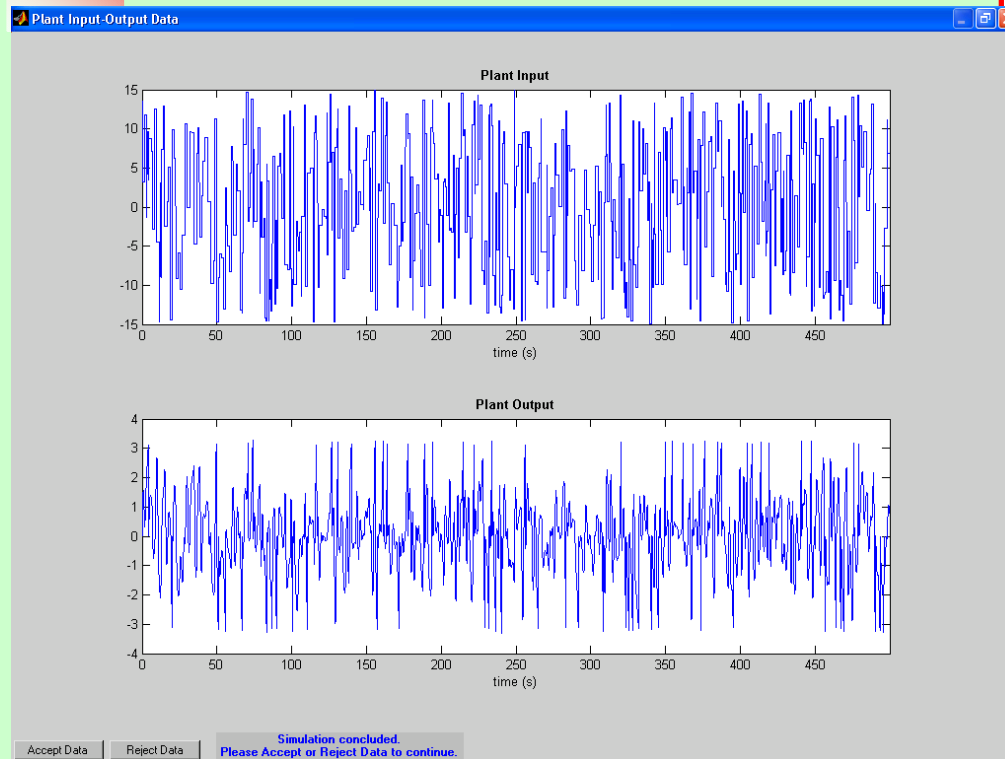 Plant Input-Output Data
Plant Input
15
10
5
0
-5
-10
-15
0 50 100 150 200 250 300 350 400 450
time (s)
Plant Output
4
3
2
1
0
-1
-2
-3
-4
0 50 100 150 200 250 300 350 400 450
time (s)
Accept Data
Reject Data
Simulation concluded.
Please Accept or Reject Data to continue.